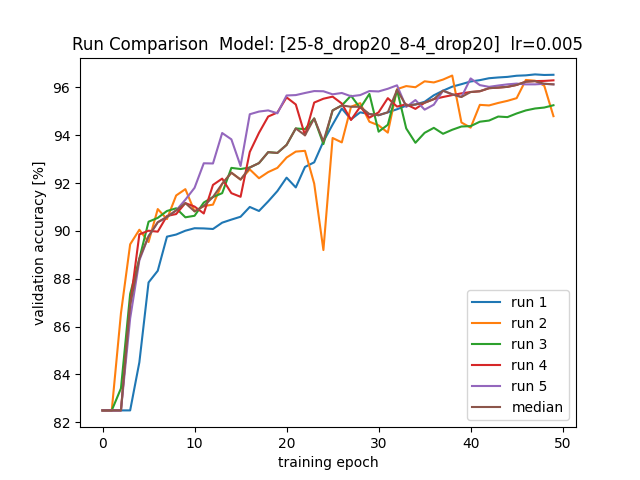 Run Comparison  Model: [25-8_drop20_8-4_drop20]  lr=0.005
validation accuracy [%]
96
94
92
90
88
86
84
82
0
10
20
30
40
50
training epoch
run 1
run 2
run 3
run 4
run 5
median